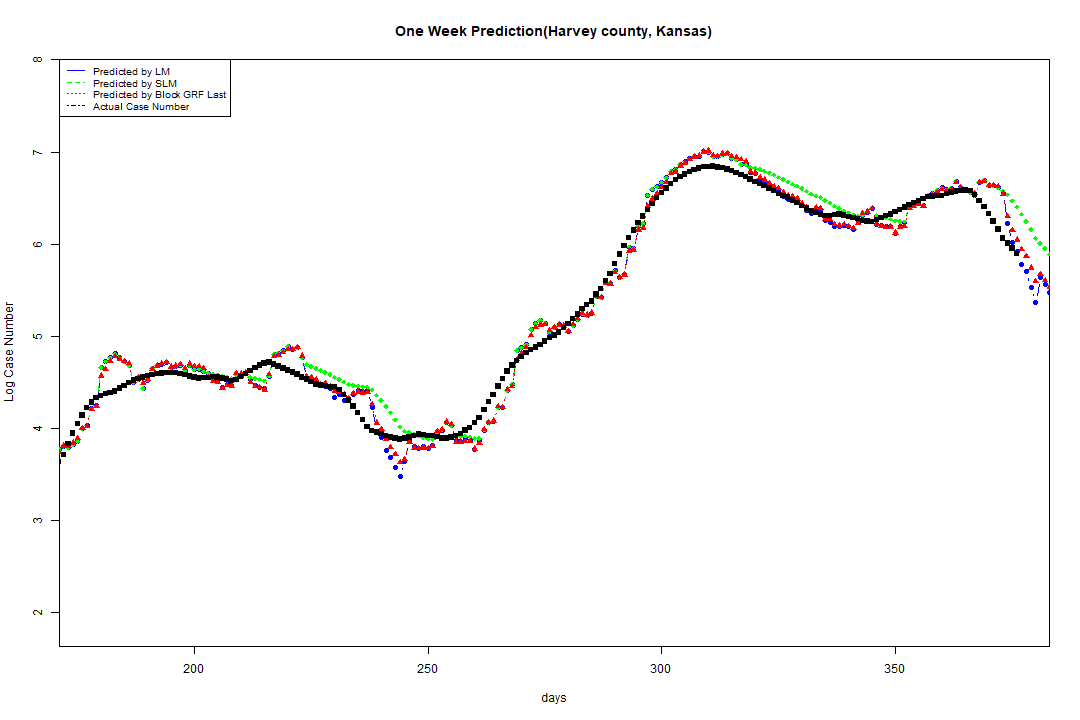 One Week Prediction(Harvey county, Kansas)
Predicted by LM
Predicted by SLM
Predicted by Block GRF Last
Actual Case Number
8
7
6
5
4
3
2
Log Case Number
200 250 300 350
days